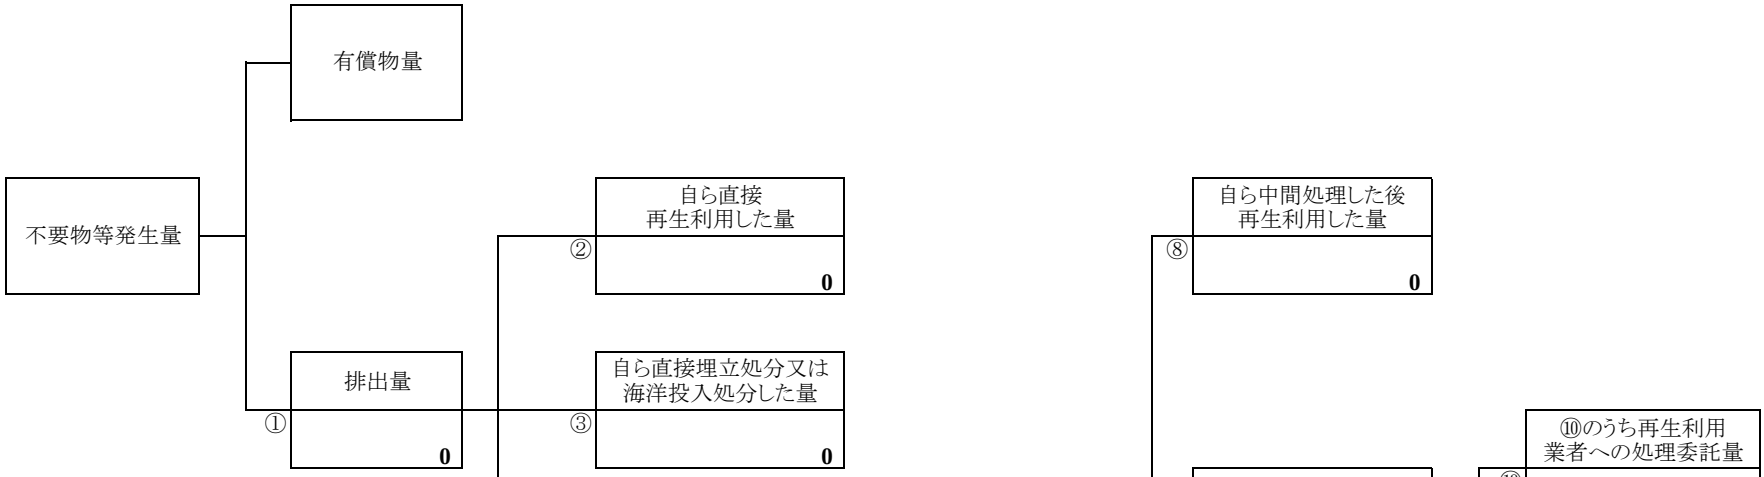 有償物量
不要物等発生量
自ら直接
再生利用した量
②
0
自ら中間処理した後
再生利用した量
⑧
0
排出量
①
0
自ら直接埋立処分又は
海洋投入処分した量
③
0
⑩のうち再生利用
業者への処理委託量